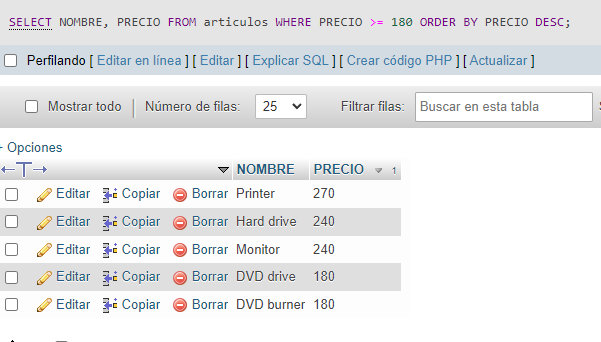 SELECT NOMBRE, PRECIO FROM articulos WHERE PRECIO >= 180 ORDER BY PRECIO DESC;
Perfilando [ Editar en línea ] [ Editar ] [ Explicar SQL ] [ Crear código PHP ] [ Actualizar ]
Mostrar todo Número de filas: 25 Filtrar filas: Buscar en esta tabla
+ Opciones
NOMBRE PRECIO 1
Editar Copiar Borrar Printer 270
Editar Copiar Borrar Hard drive 240
Editar Copiar Borrar Monitor 240
Editar Copiar Borrar DVD drive 180
Editar Copiar Borrar DVD burner 180